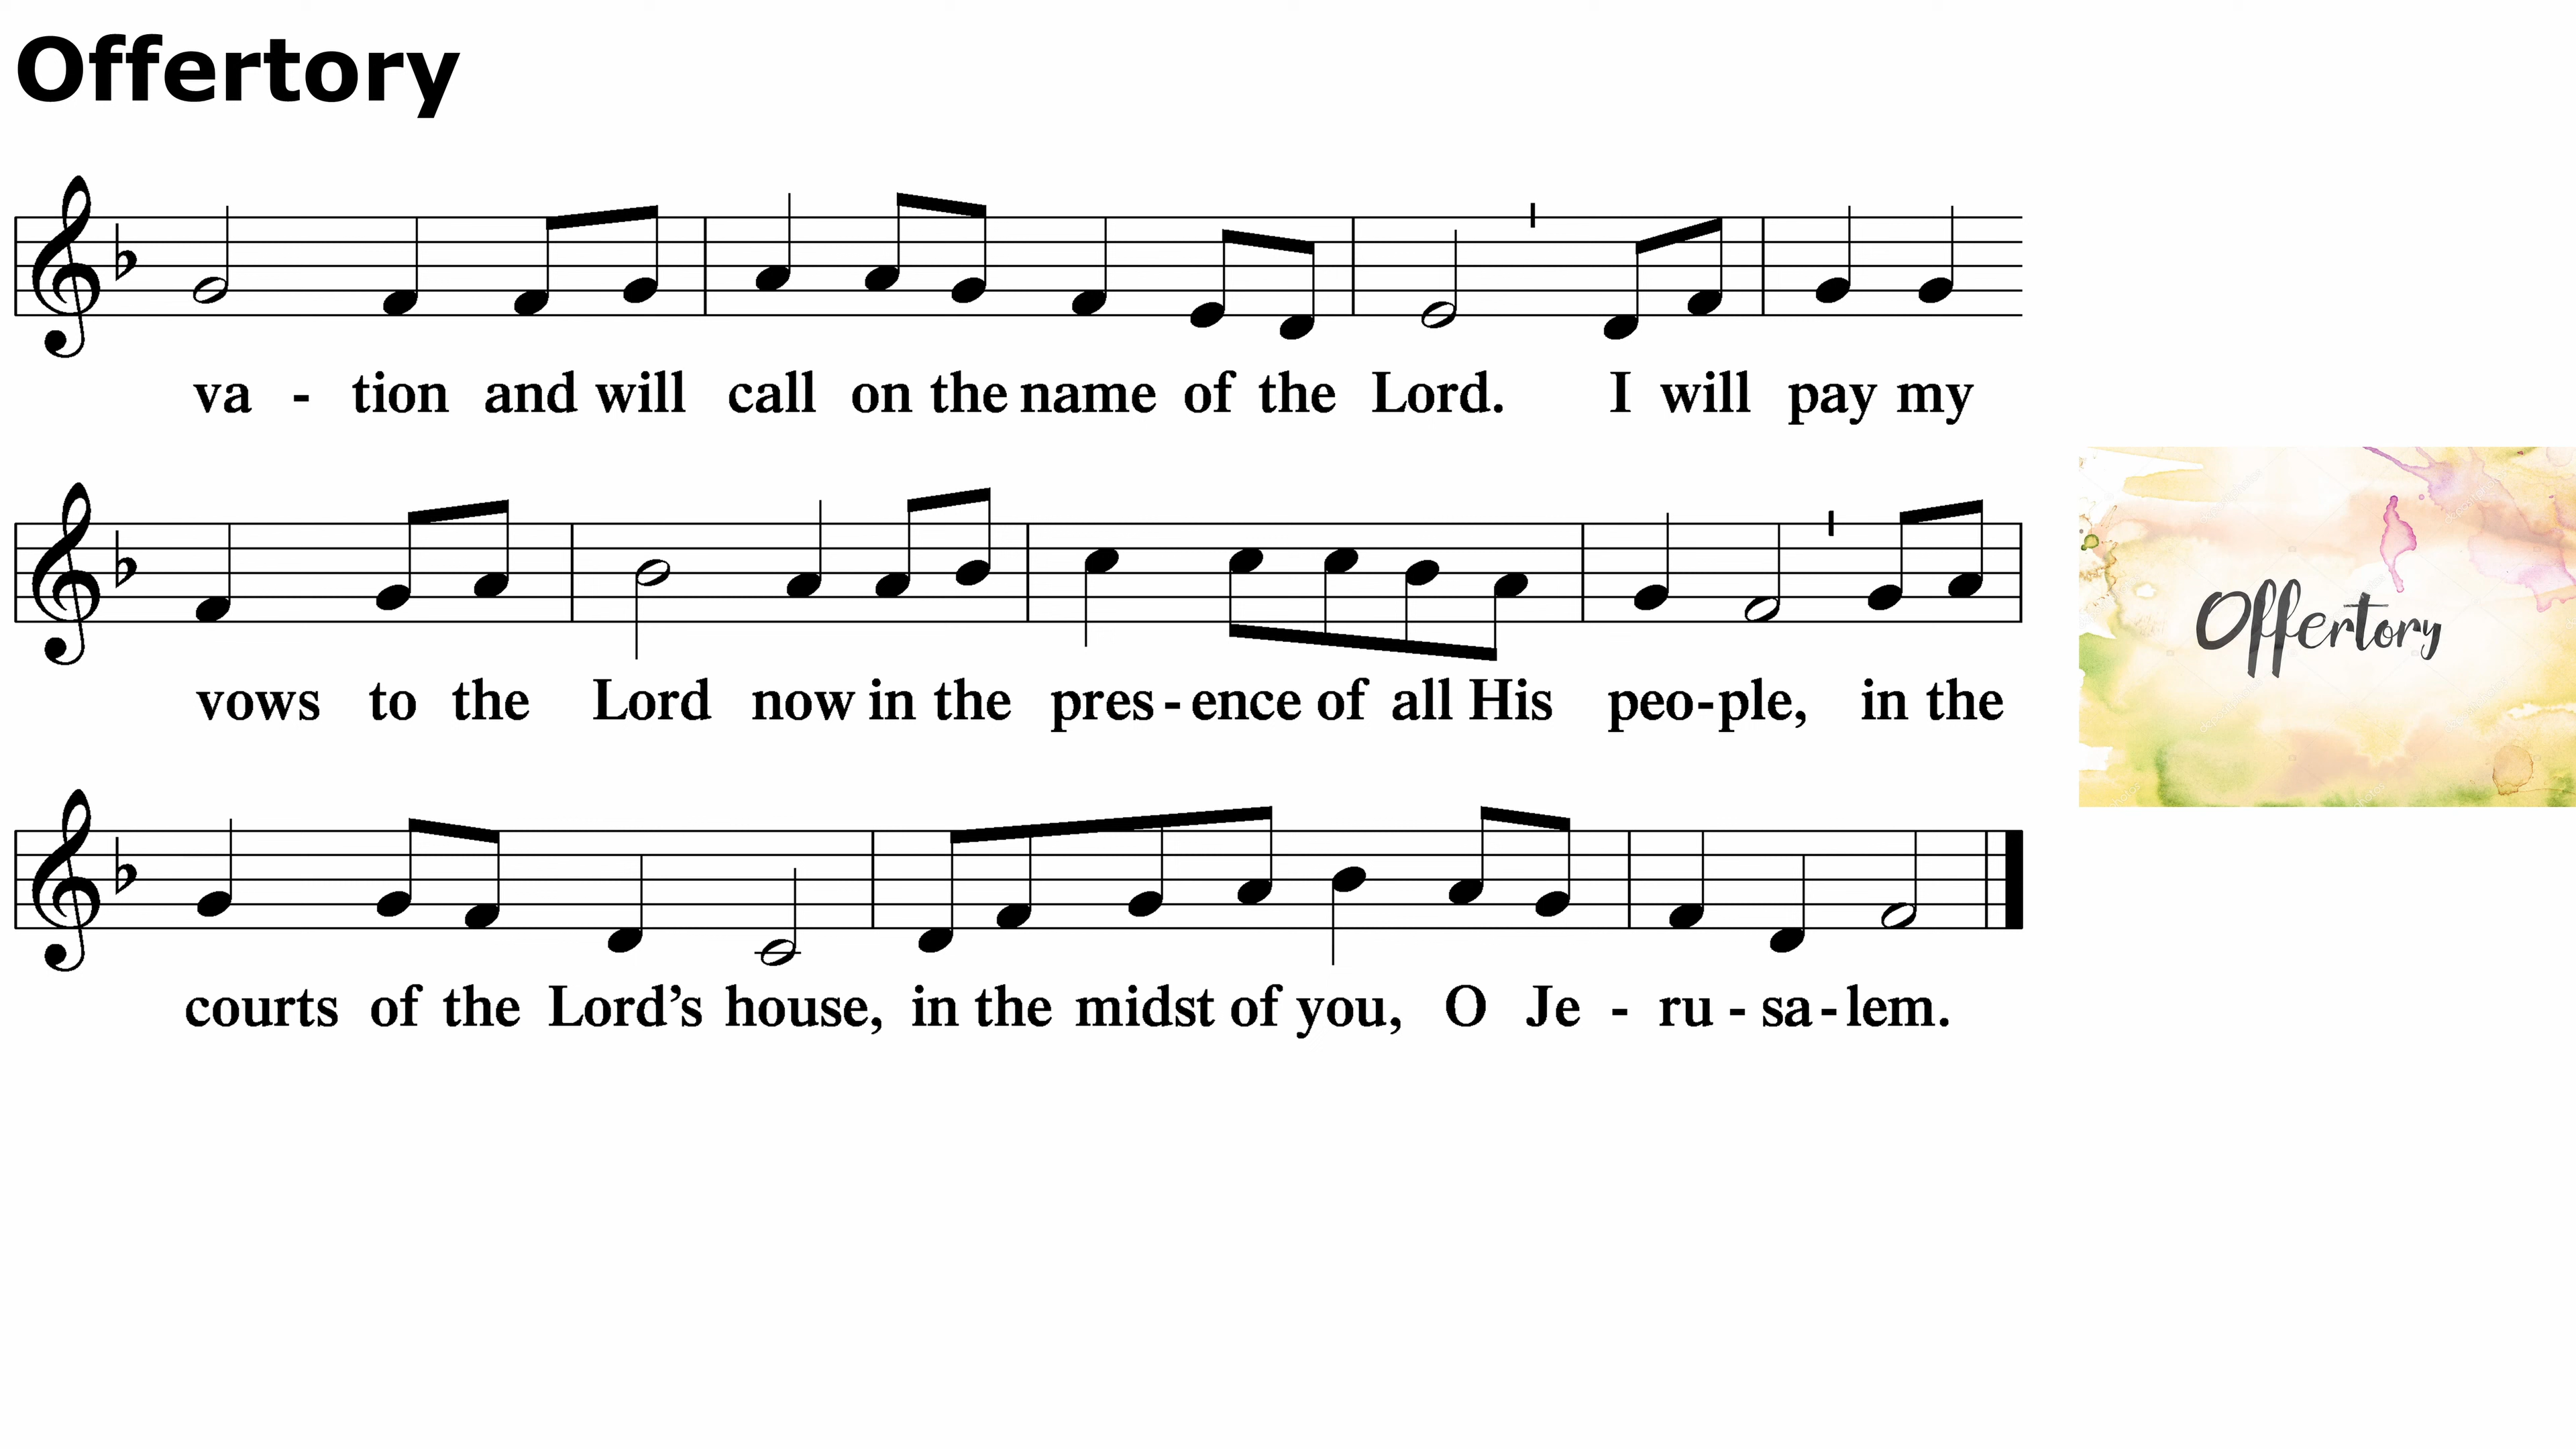 Offertory
va - tion and will call on the name of the Lord. I will pay my
vows to the Lord now in the pres - ence of all His peo - ple, in the
Offertory
courts of the Lord's house, in the midst of you, O Je - ru - sa - lem.